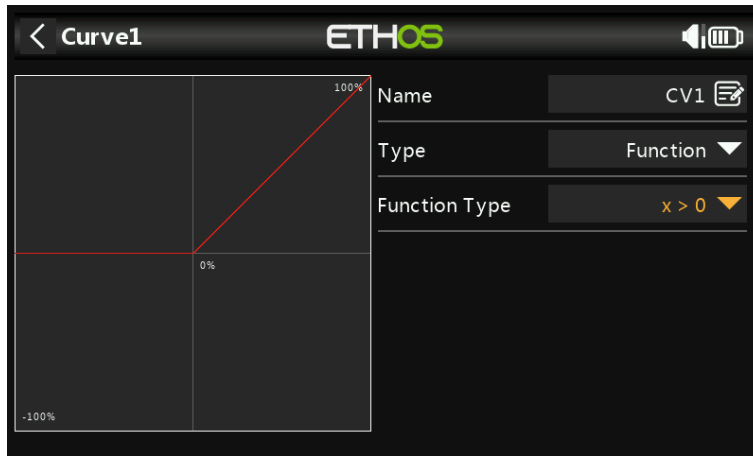 Curve1
ETHOS
100%
0%
-100%
Name CV1
Type Function
Function Type x > 0